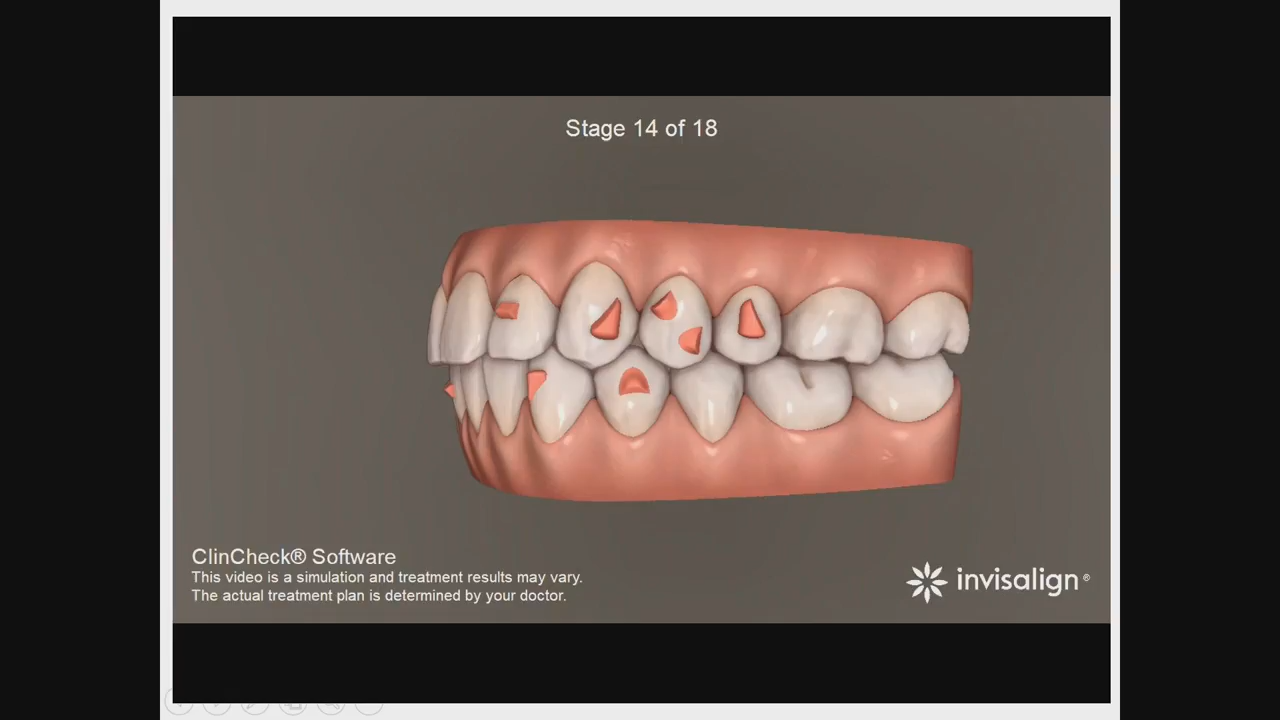 Stage 14 of 18
ClinCheck® Software
This video is a simulation and treatment results may vary.
The actual treatment plan is determined by your doctor.
invisalign®